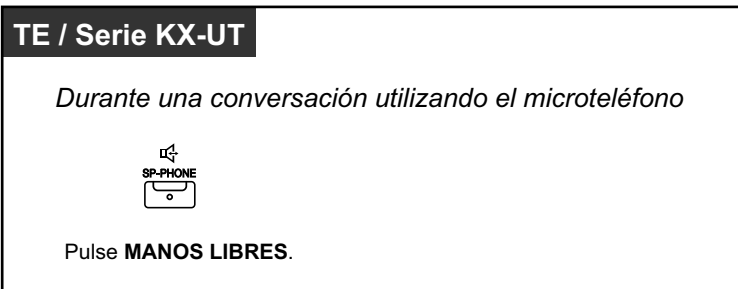 TE / Serie KX-UT
Durante una conversación utilizando el microteléfono
SP-PHONE
Pulse MANOS LIBRES.